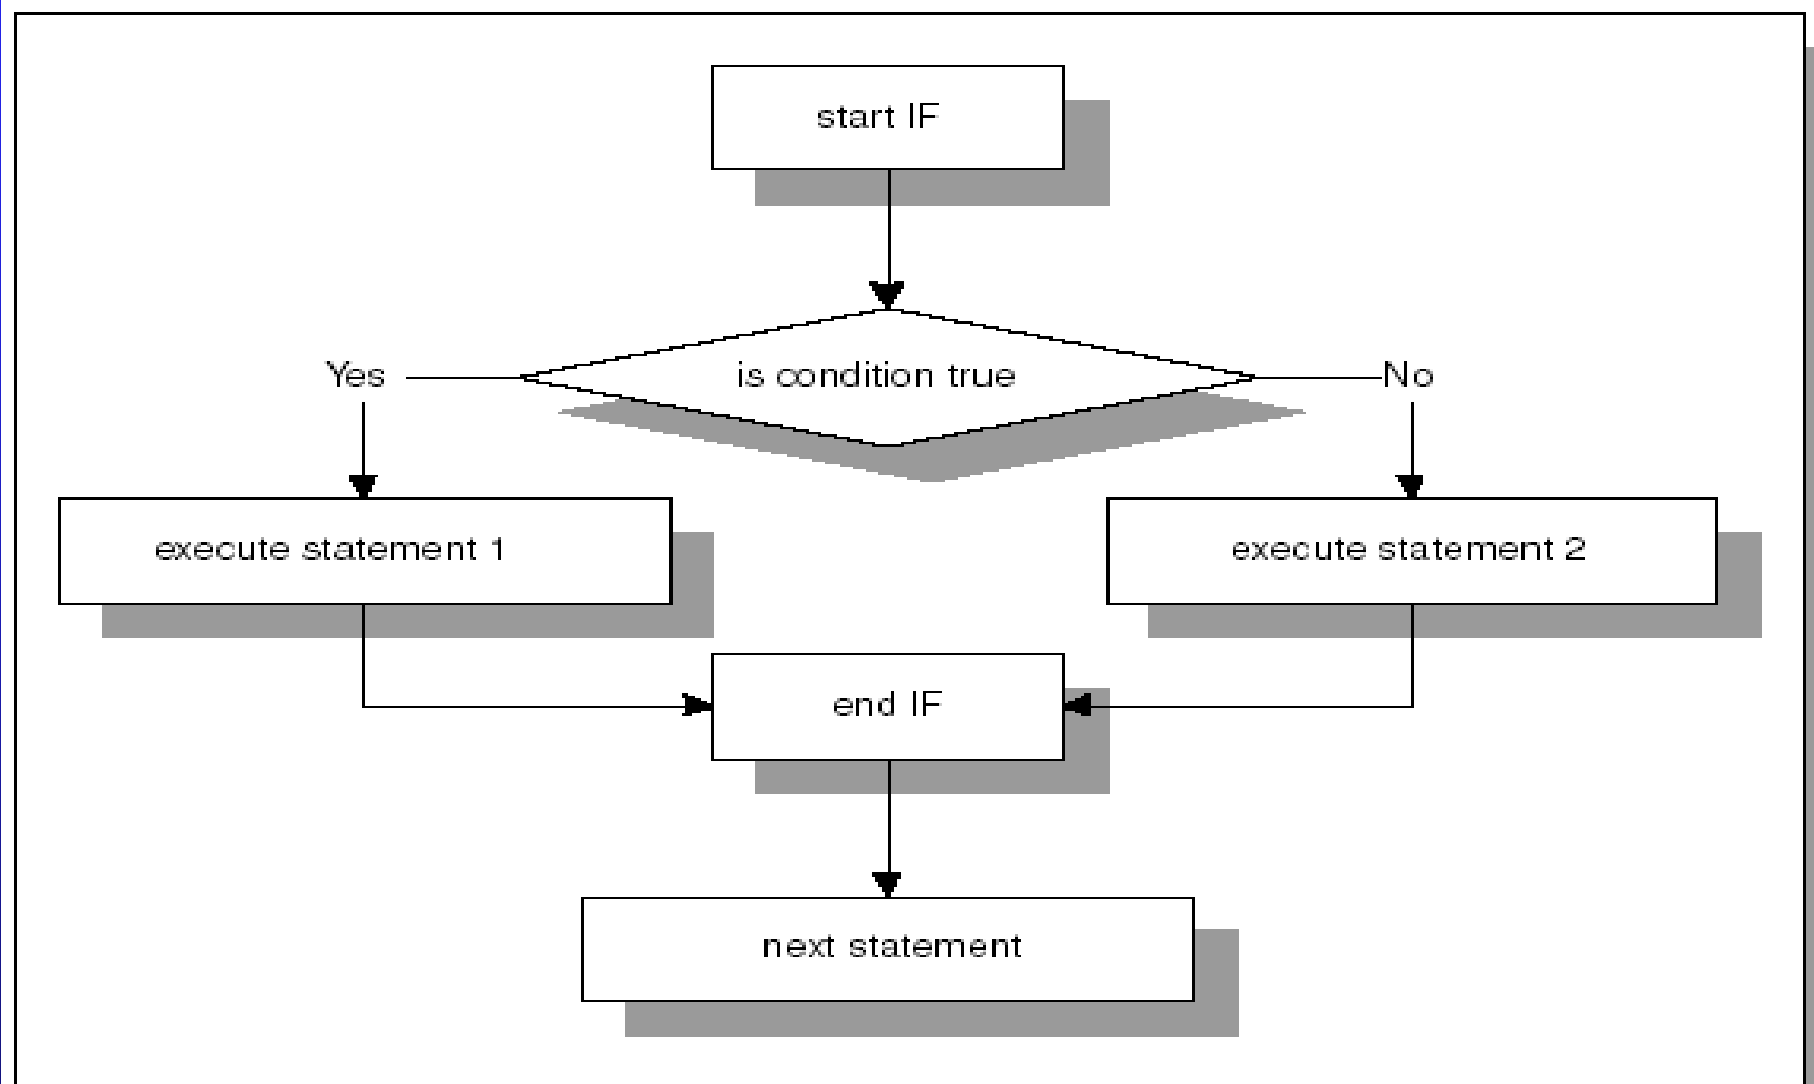 start IF
is condition true
Yes
No
execute statement 1
execute statement 2
end IF
next statement